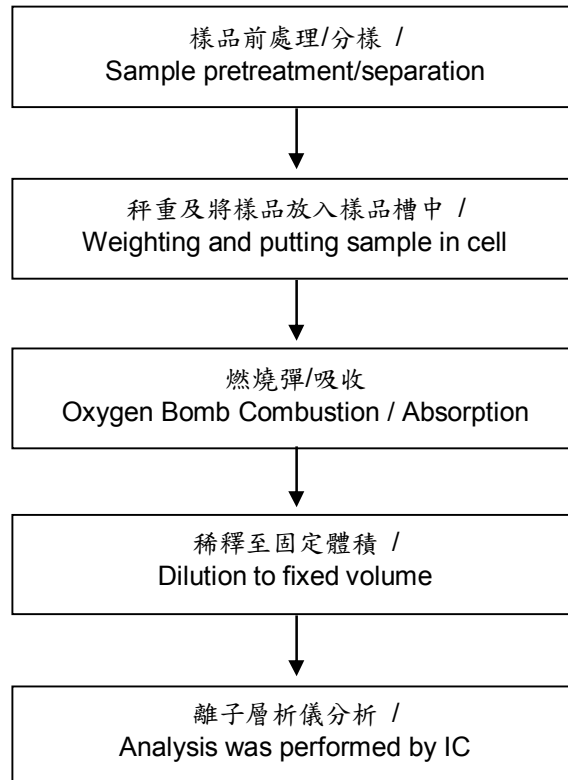 樣品前處理/分樣 /
Sample pretreatment/separation
秤重及將樣品放入樣品槽中 /
Weighting and putting sample in cell
燃燒彈/吸收
Oxygen Bomb Combustion / Absorption
稀釋至固定體積 /
Dilution to fixed volume
離子層析儀分析 /
Analysis was performed by IC